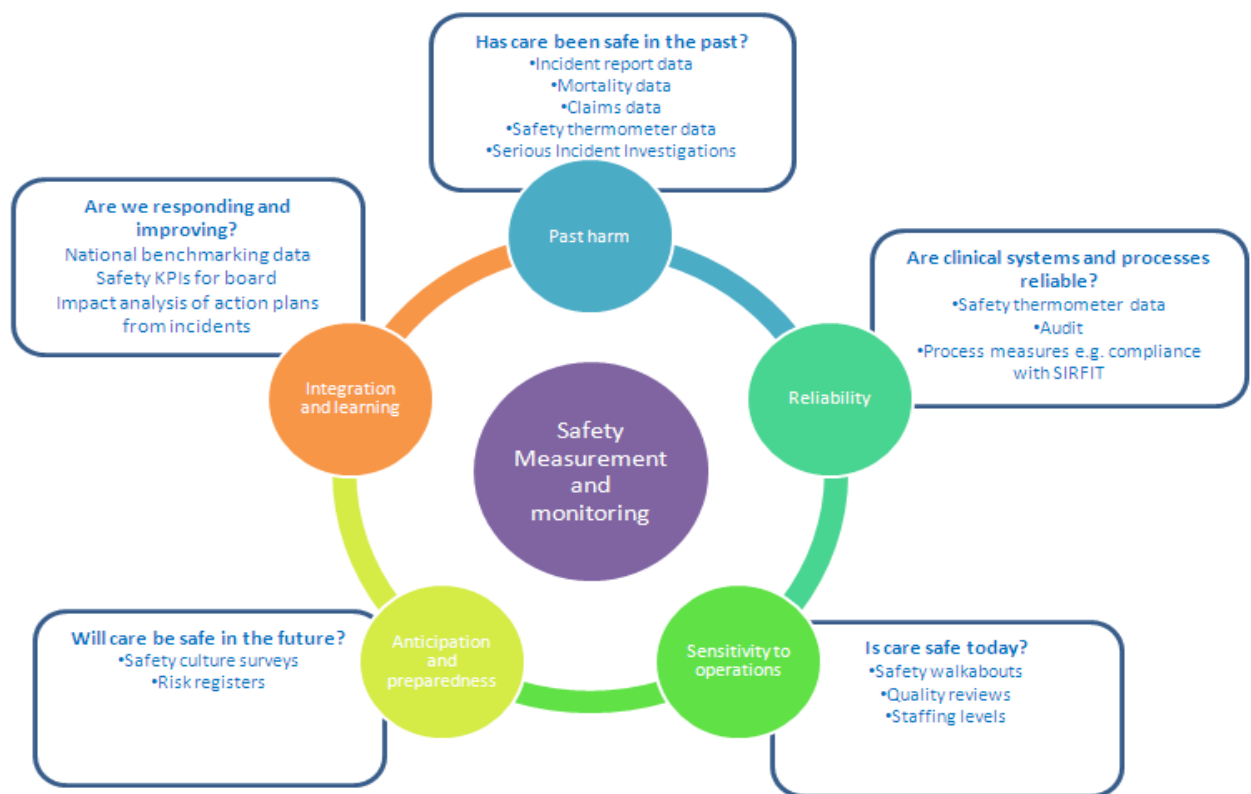 Has care been safe in the past?
•Incident report data
•Mortality data
•Claims data
•Safety thermometer data
•Serious Incident Investigations
Past harm
Are we responding and
improving?
National benchmarking data
Safety KPIs for board
Impact analysis of action plans
from incidents
Integration
and learning
Are clinical systems and processes
reliable?
•Safety thermometer data
•Audit
•Process measures e.g. compliance
with SIRFIT
Reliability
Safety
Measurement
and
monitoring
Will care be safe in the future?
•Safety culture surveys
•Risk registers
Anticipation
and
preparedness
Sensitivity to
operations
Is care safe today?
•Safety walkabouts
•Quality reviews
•Staffing levels